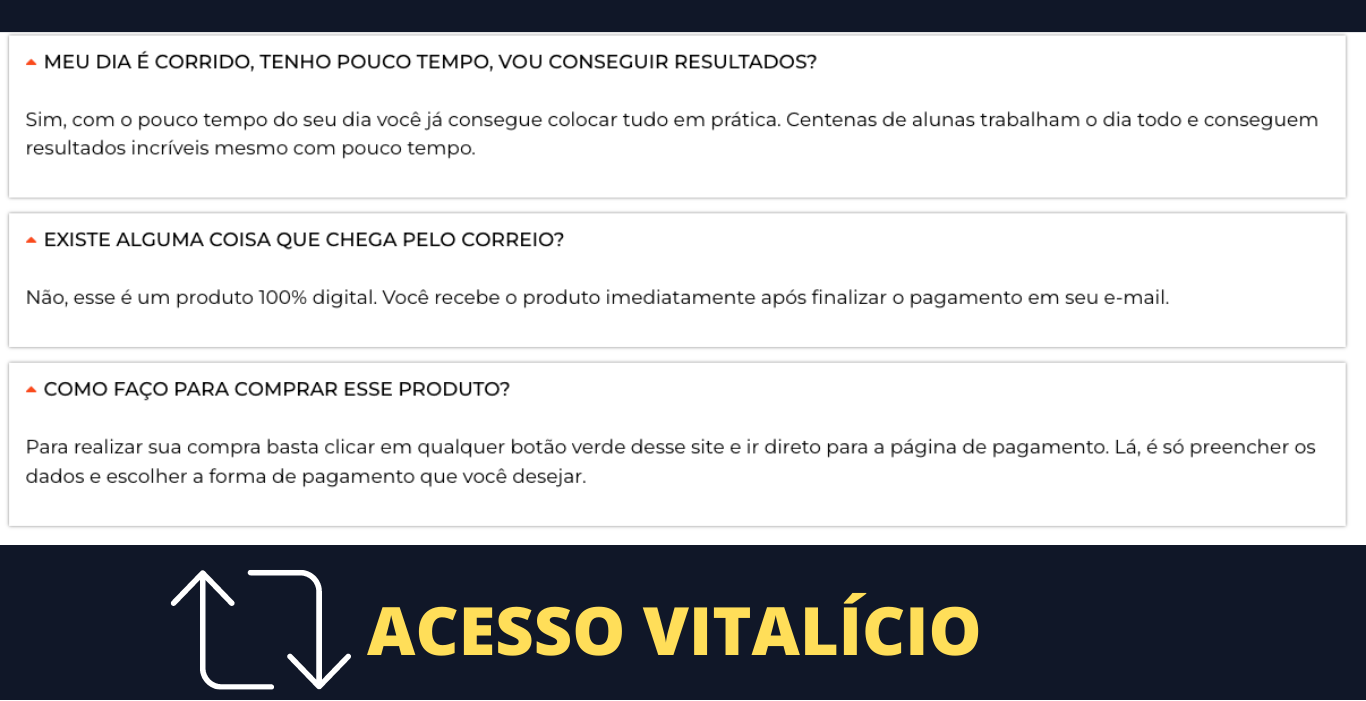 MEU DIA É CORRIDO, TENHO POUCO TEMPO, VOU CONSEGUIR RESULTADOS?
Sim, com o pouco tempo do seu dia você já consegue colocar tudo em prática. Centenas de alunas trabalham o dia todo e conseguem
resultados incríveis mesmo com pouco tempo.
EXISTE ALGUMA COISA QUE CHEGA PELO CORREIO?
Não, esse é um produto 100% digital. Você recebe o produto imediatamente após finalizar o pagamento em seu e-mail.
COMO FAÇO PARA COMPRAR ESSE PRODUTO?
Para realizar sua compra basta clicar em qualquer botão verde desse site e ir direto para a página de pagamento. Lá, é só preencher os
dados e escolher a forma de pagamento que você desejar.
ACESSO VITALÍCIO